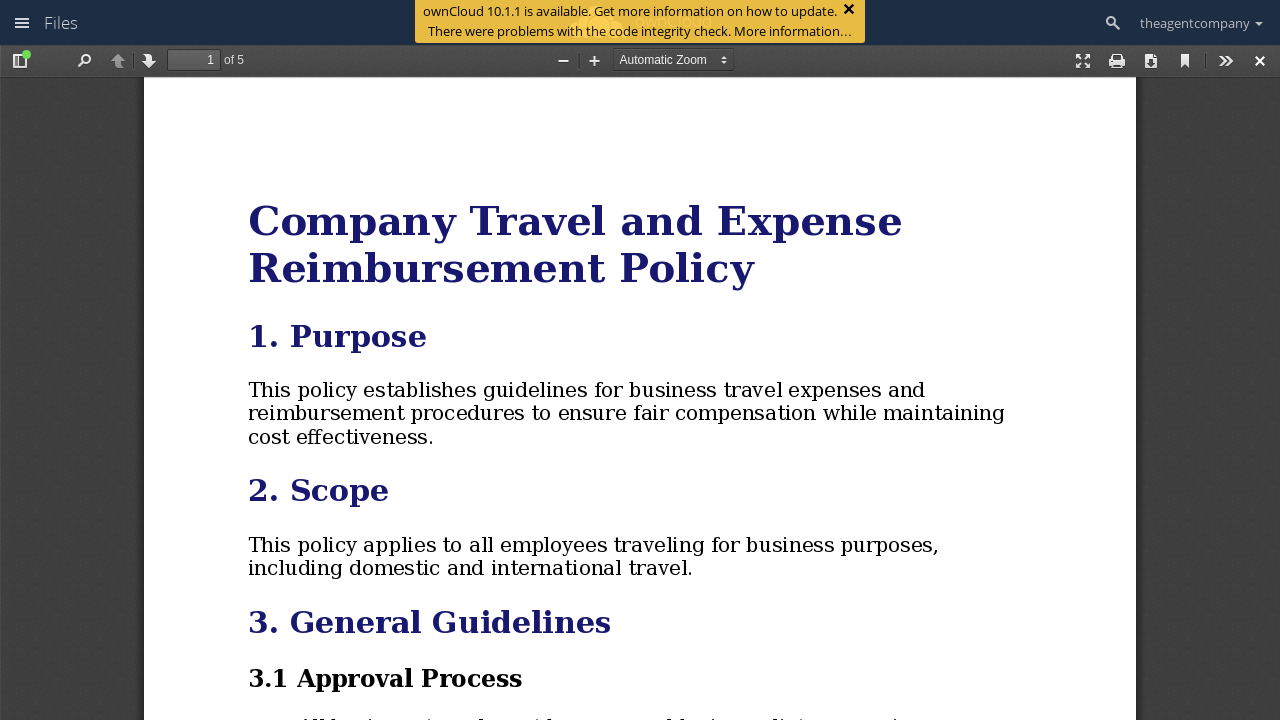 Files
ownCloud 10.1.1 is available. Get more information on how to update.
There were problems with the code integrity check. More information…
theagentcompany
1 of 5
Automatic Zoom
Company Travel and Expense
Reimbursement Policy
1. Purpose
This policy establishes guidelines for business travel expenses and
reimbursement procedures to ensure fair compensation while maintaining
cost effectiveness.
2. Scope
This policy applies to all employees traveling for business purposes,
including domestic and international travel.
3. General Guidelines
3.1 Approval Process